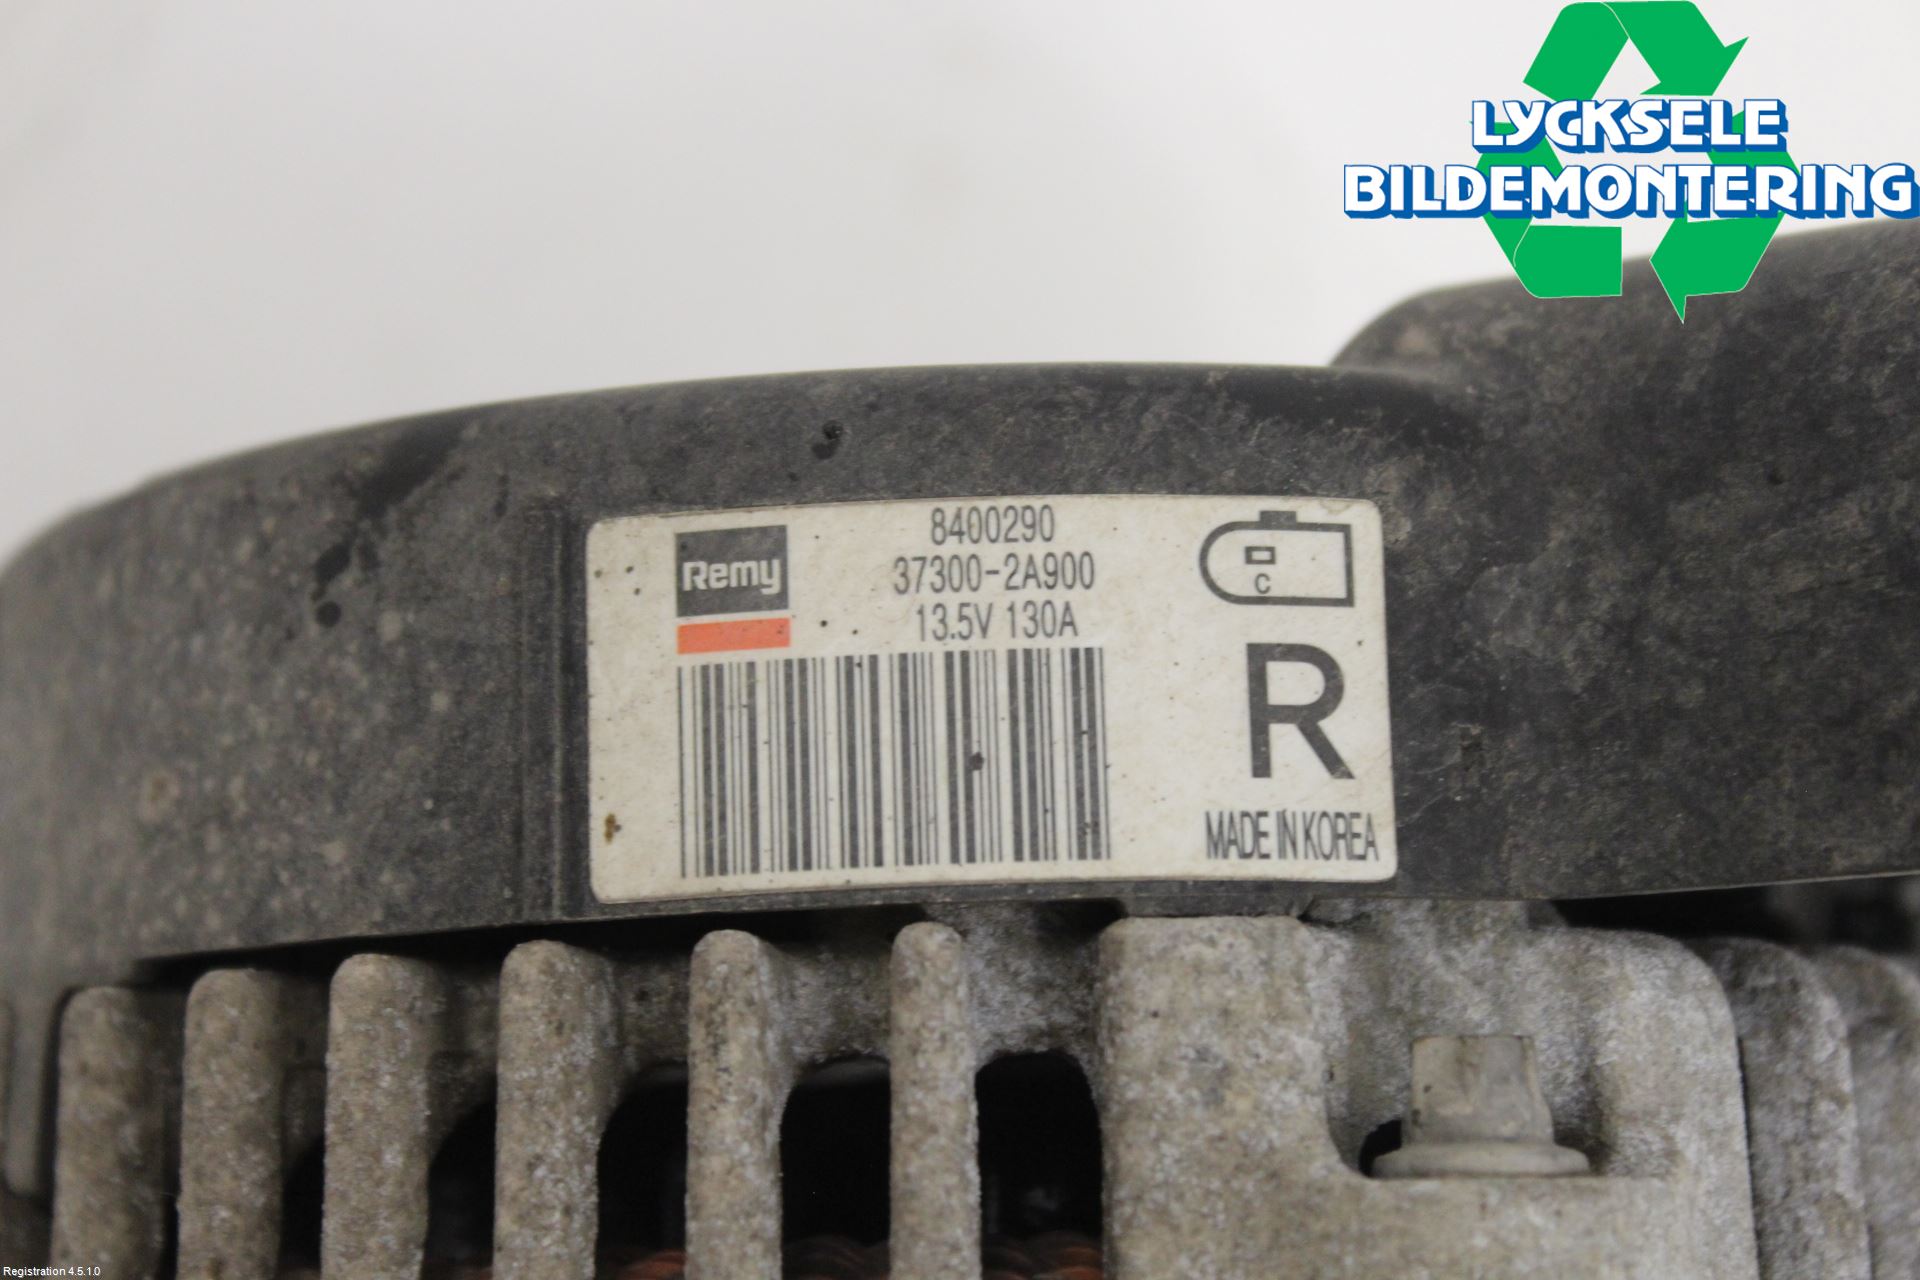 LYCKSELE
BILDEMONTERING
Remy
8400290
37300-2A900
13.5V 130A
C
R
MADE IN KOREA
Registration 4.5.1.0